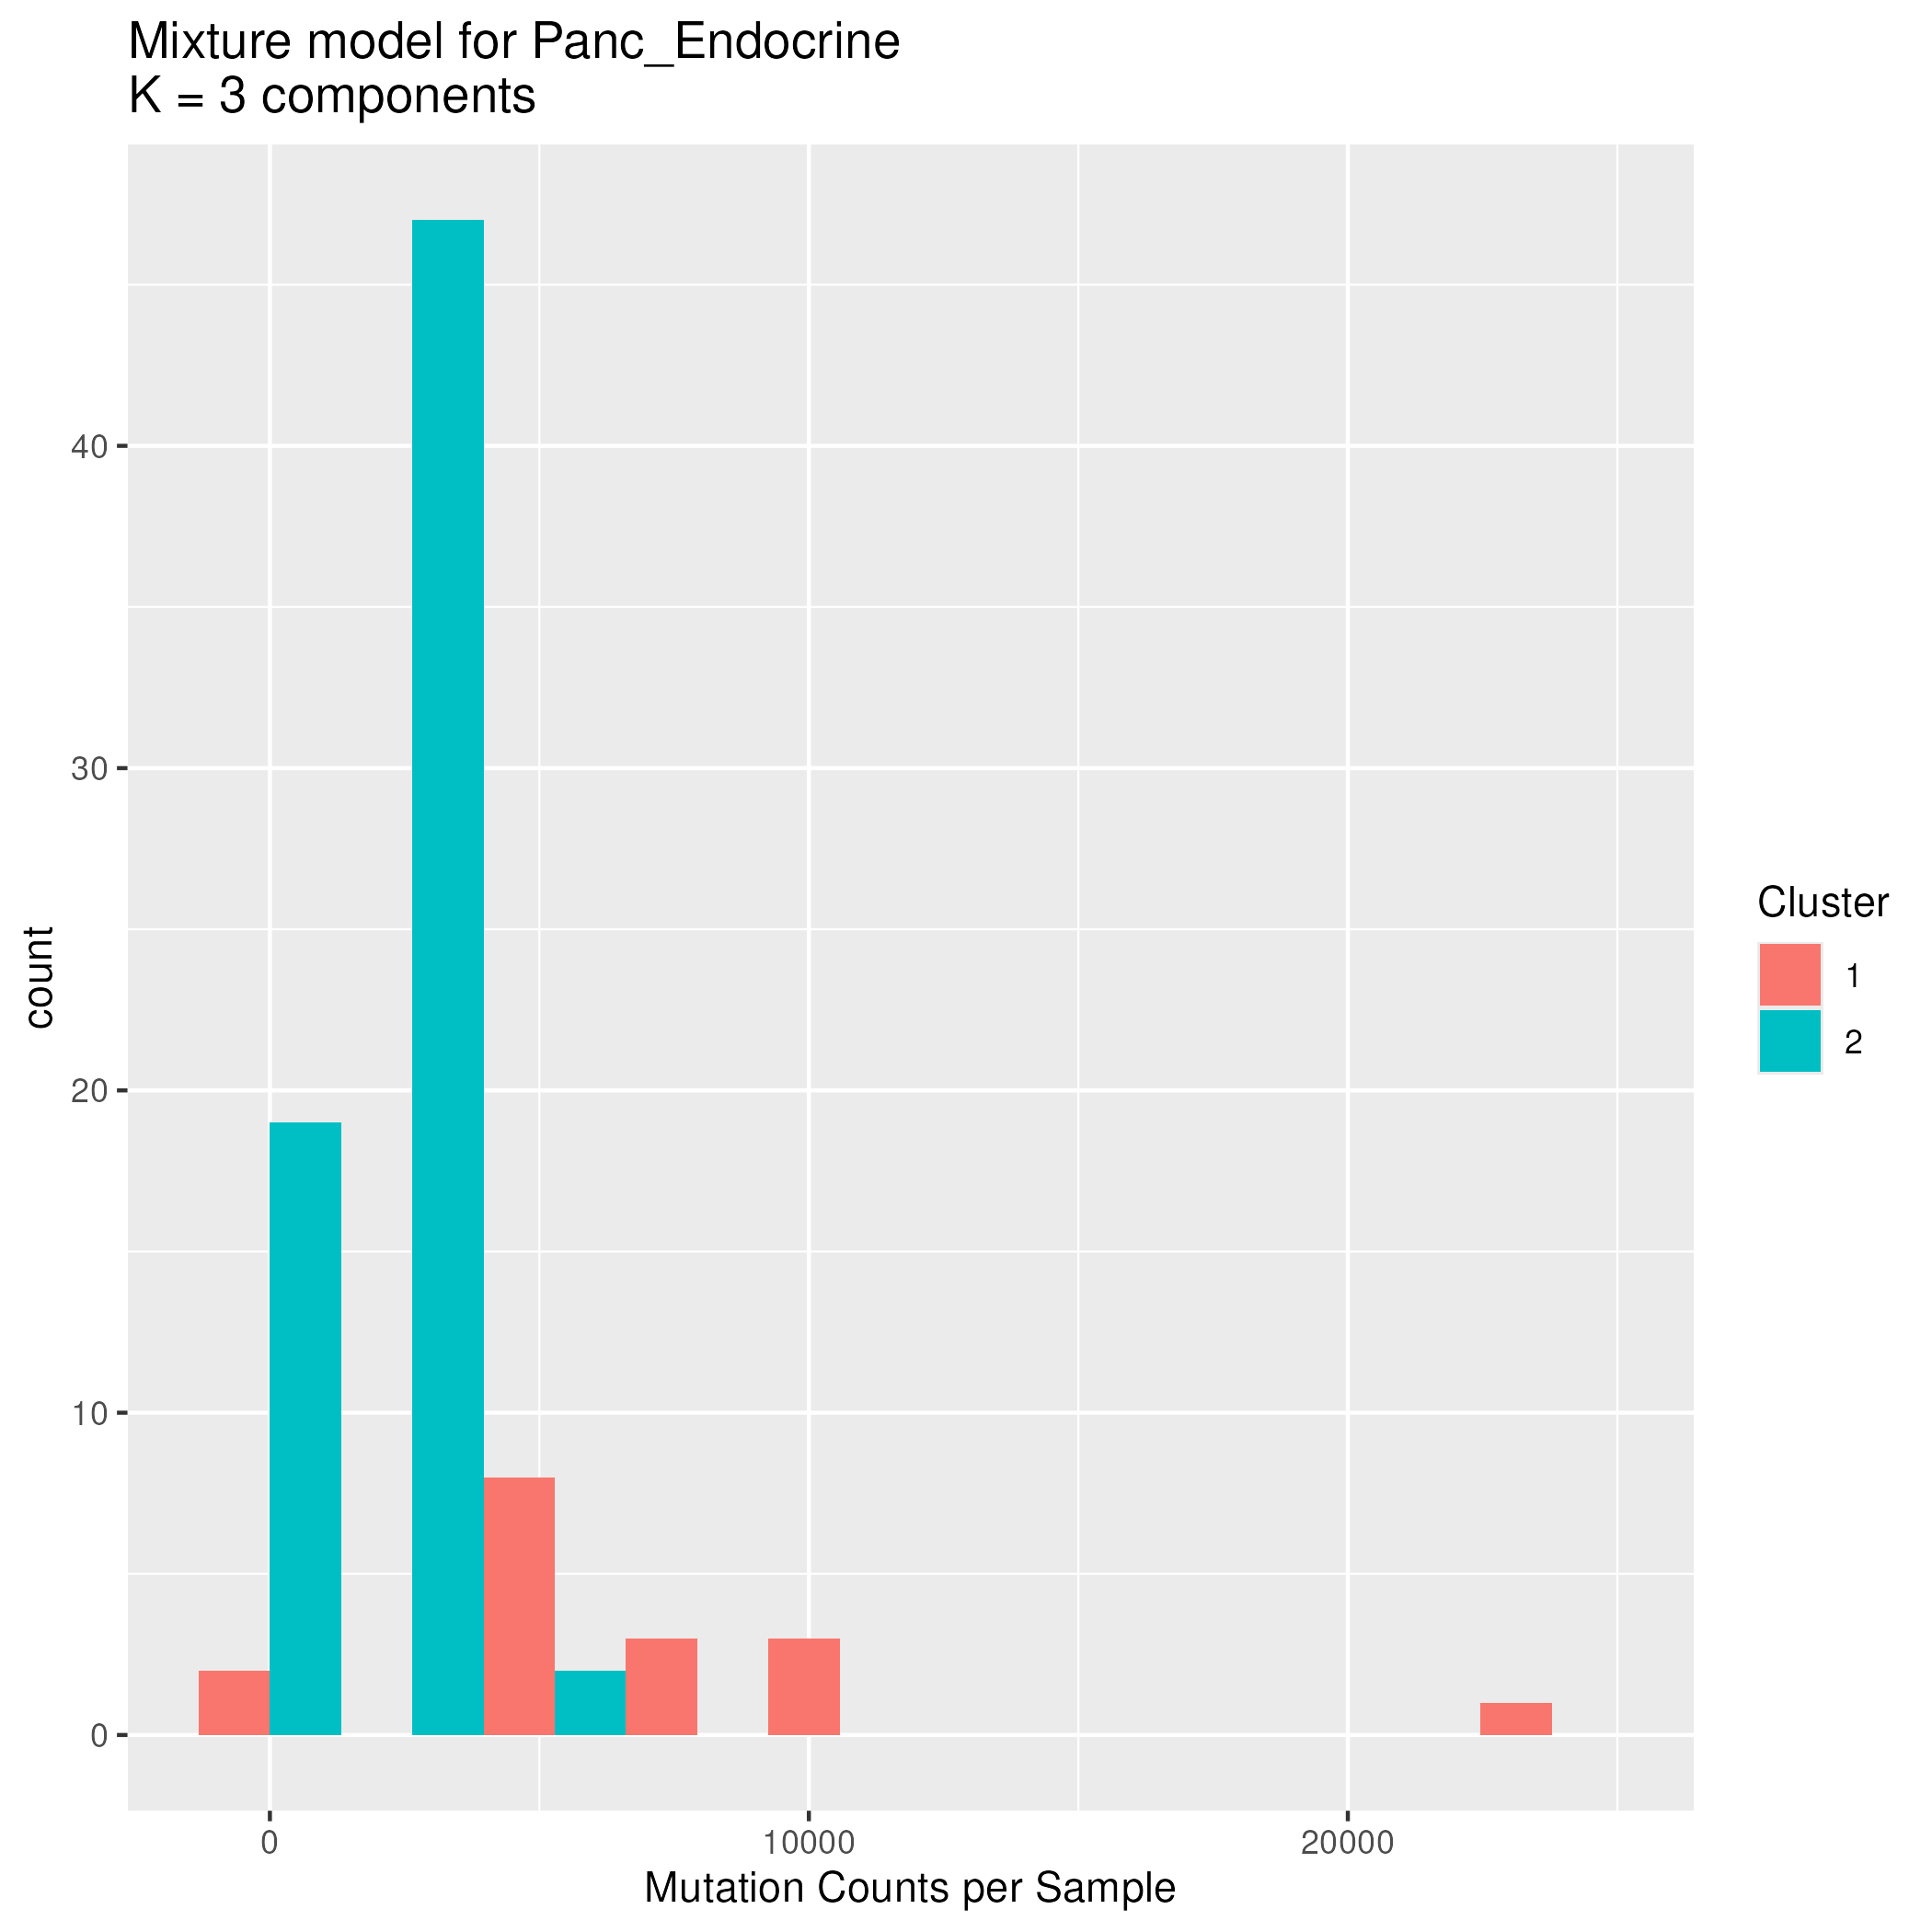 Mixture model for Panc_Endocrine
K = 3 components
40
30
20
10
0
count
0
10000
20000
Mutation Counts per Sample
Cluster
1
2